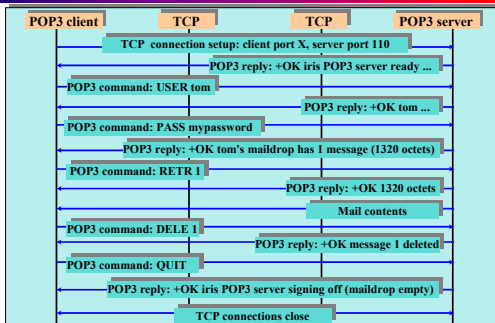 POP3 client TCP TCP POP3 server
TCP connection setup: client port X, server port 110
POP3 reply: +OK iris POP3 server ready ...
POP3 command: USER tom
POP3 reply: +OK tom ...
POP3 command: PASS mypassword
POP3 reply: +OK tom's maildrop has 1 message (1320 octets)
POP3 command: RETR 1
POP3 reply: +OK 1320 octets
Mail contents
POP3 command: DELE 1
POP3 reply: +OK message 1 deleted
POP3 command: QUIT
POP3 reply: +OK iris POP3 server signing off (maildrop empty)
TCP connections close